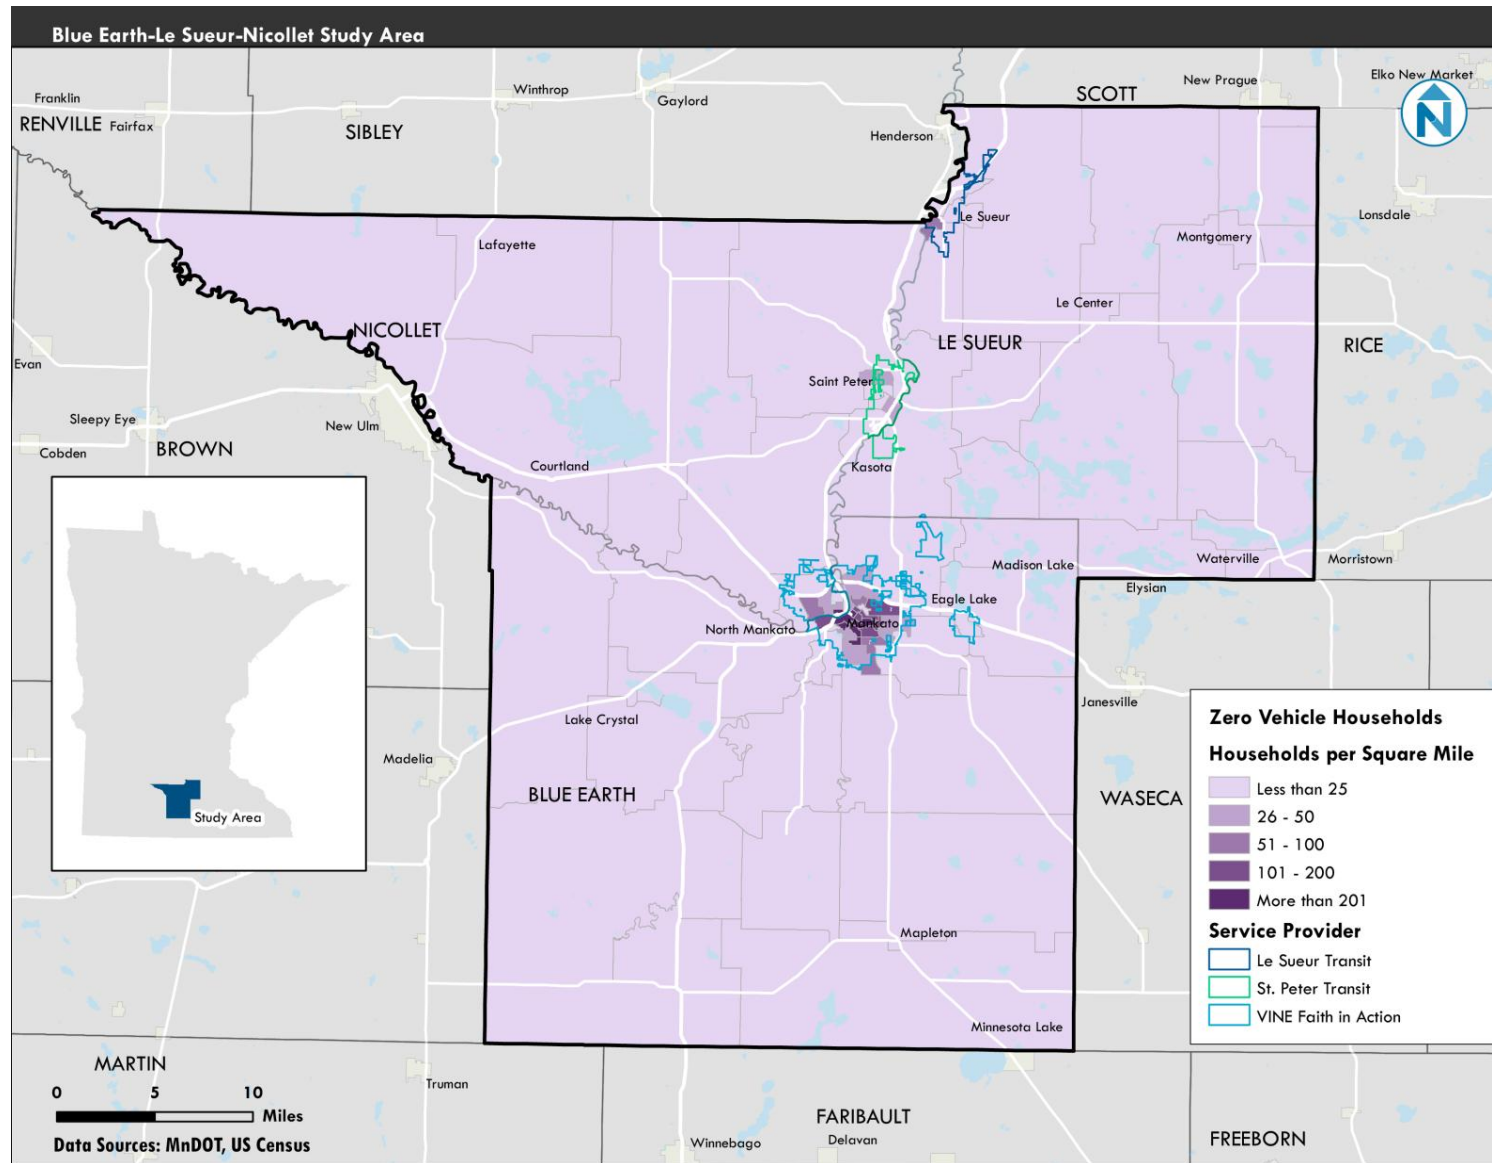 Blue Earth-Le Sueur-Nicollet Study Area
Elko New Market
New Prague
SCOTT
Winthrop
Gaylord
Franklin
RENVILLE
Fairfax
SIBLEY
Henderson
Le Sueur
Lonsdale
Montgomery
Lafayette
Le Center
NICOLLET
LE SUEUR
RICE
Evan
Saint Peter
Sleepy Eye
New Ulm
BROWN
Cobden
Courtland
Kasota
Madison Lake
Waterville
Morristown
Elysian
Eagle Lake
North Mankato
Mankato
Janesville
Lake Crystal
Madelia
BLUE EARTH
WASECA
Study Area
Mapleton
Minnesota Lake
Zero Vehicle Households
Households per Square Mile
Less than 25
26 - 50
51 - 100
101 - 200
More than 201
Service Provider
Le Sueur Transit
St. Peter Transit
VINE Faith in Action
MARTIN
Truman
FARIBAULT
Delavan
Winnebago
FREEBORN
0 5 10
Miles
Data Sources: MnDOT, US Census
N